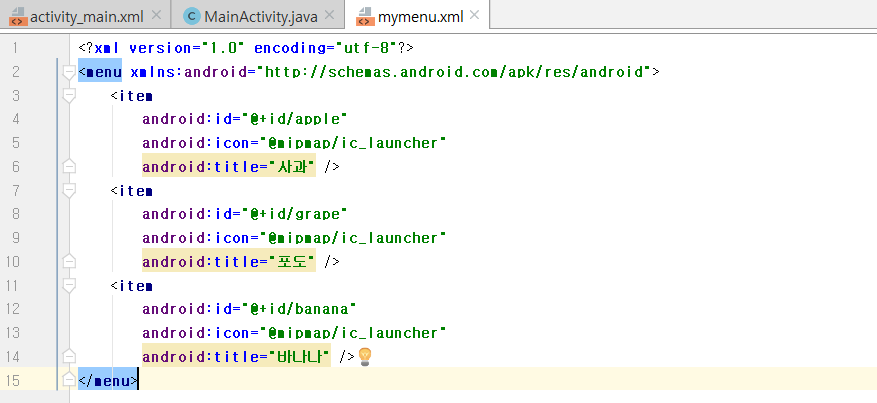 activity_main.xml MainActivity.java mymenu.xml
1 <?xml version="1.0" encoding="utf-8"?>
2 <menu xmlns:android="http://schemas.android.com/apk/res/android">
3 <item
4 android:id="@+id/apple"
5 android:icon="@mipmap/ic_launcher"
6 android:title="사과" />
7 <item
8 android:id="@+id/grape"
9 android:icon="@mipmap/ic_launcher"
10 android:title="포도" />
11 <item
12 android:id="@+id/banana"
13 android:icon="@mipmap/ic_launcher"
14 android:title="바나나" />
15 </menu>